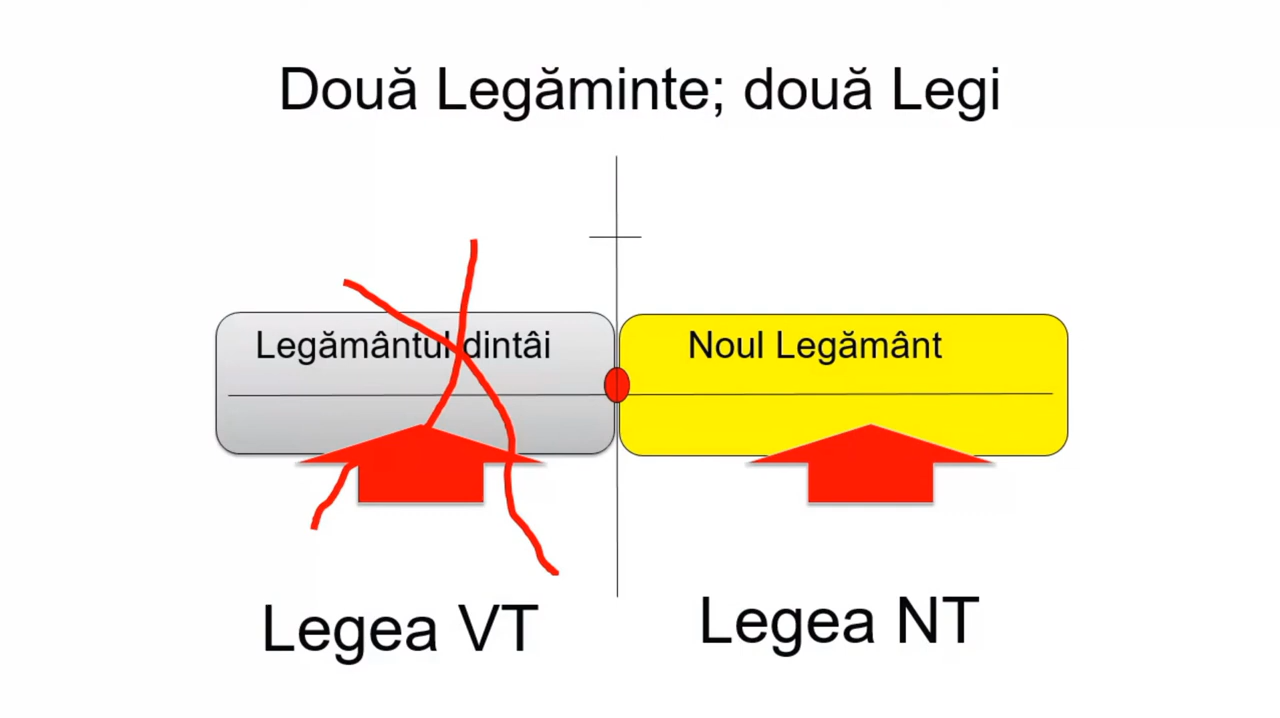 Două Legăminte; două Legi
Legământul dintâi
Noul Legământ
Legea VT
Legea NT